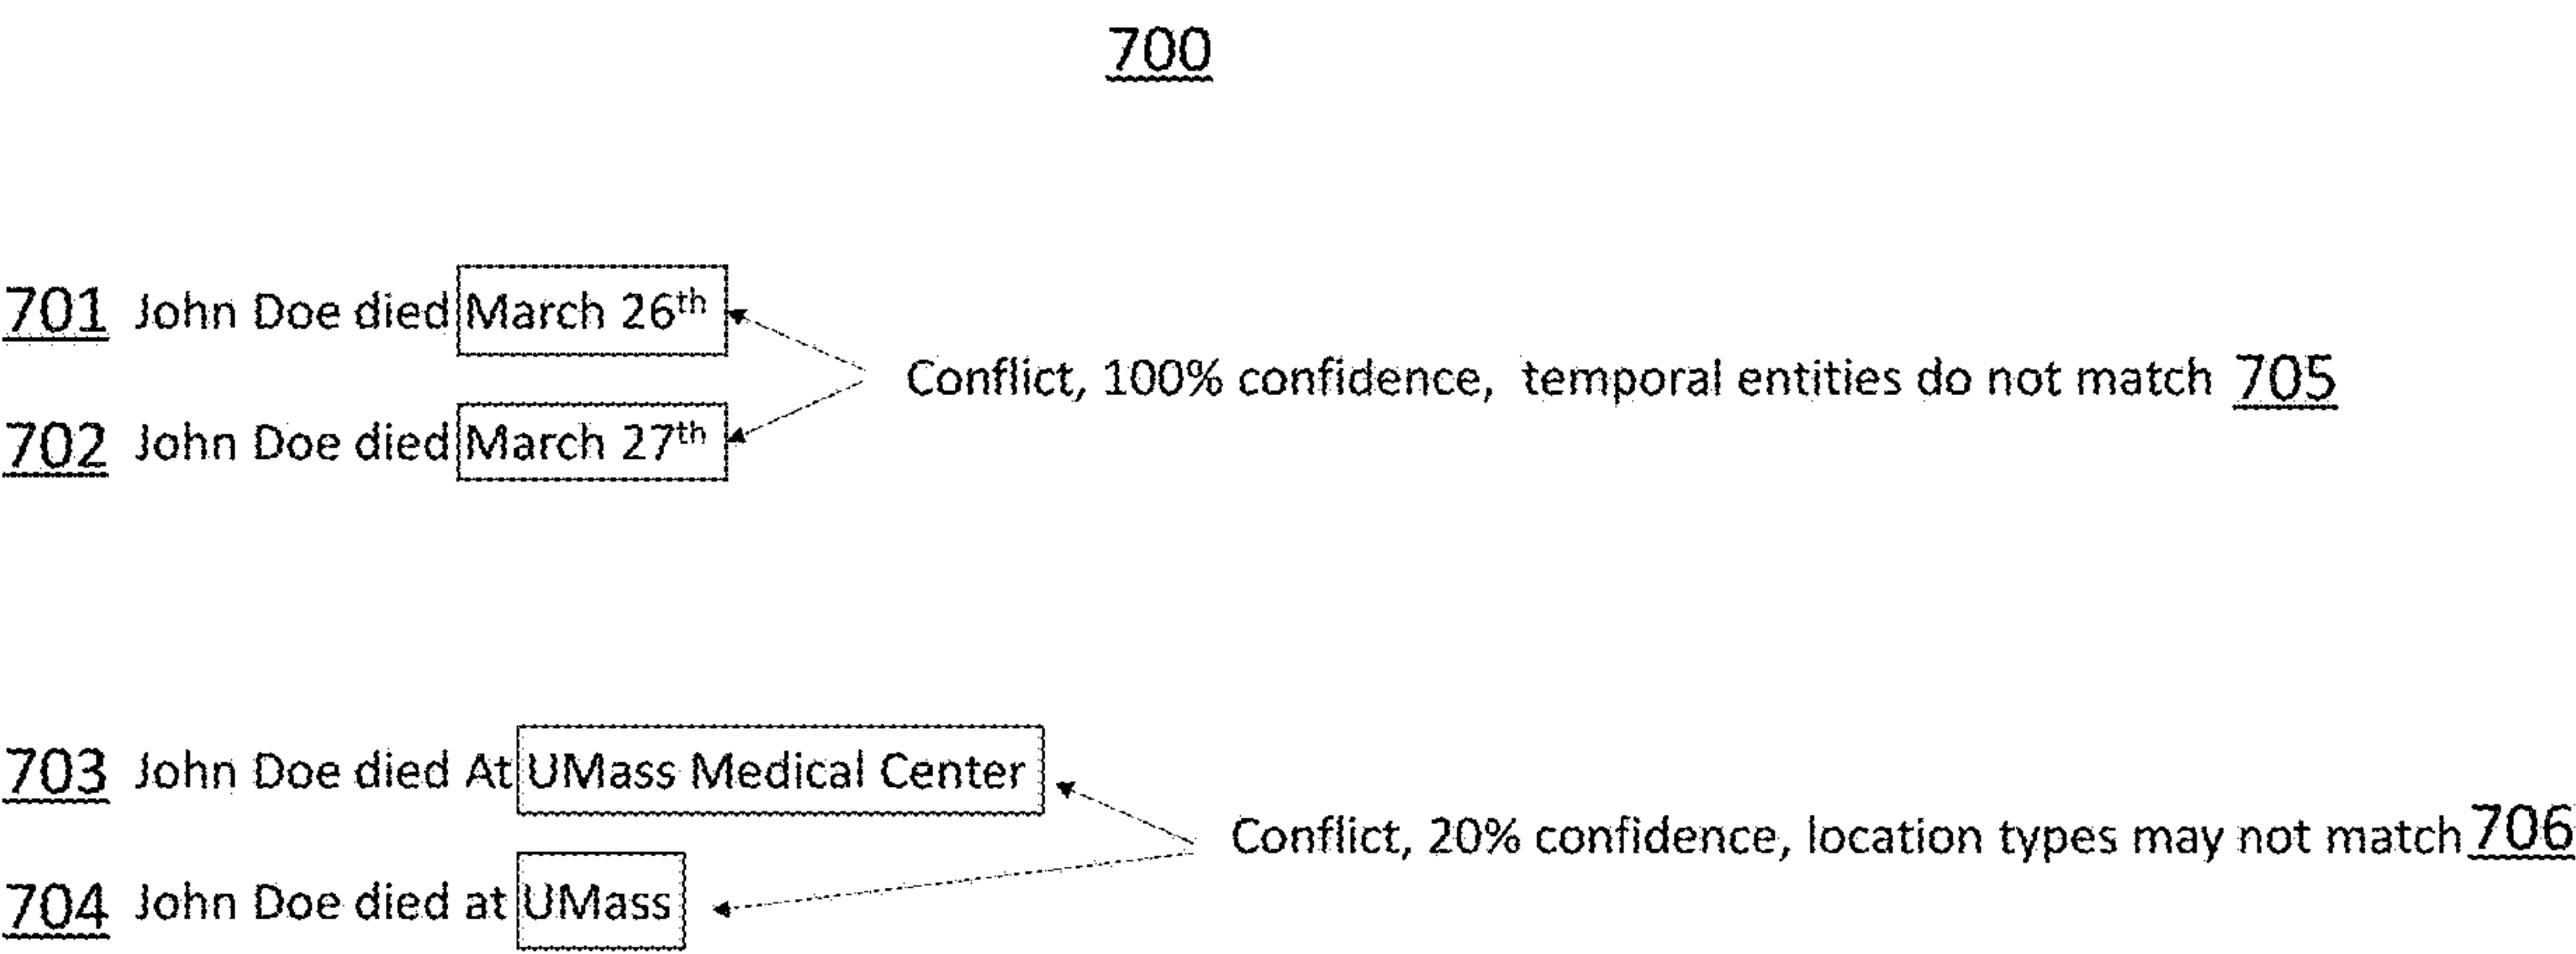 700
701 John Doe died March 26th
Conflict, 100% confidence, temporal entities do not match 705
702 John Doe died March 27th
703 John Doe died At UMass Medical Center
Conflict, 20% confidence, location types may not match 706
704 John Doe died at UMass